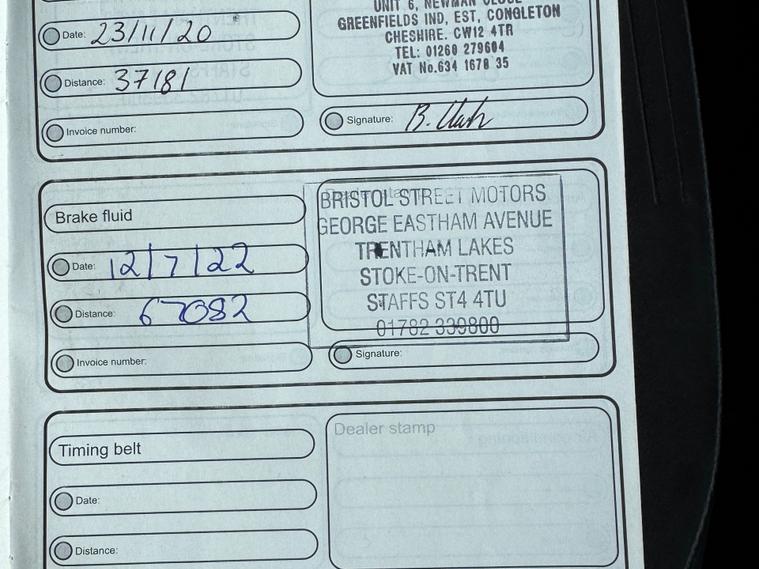 UNIT 6, NEWMAN CLOSE
GREENFIELDS IND, EST, CONGLETON
CHESHIRE. CW12 4TR
TEL: 01260 279604
VAT No.634 1678 35
Date: 23/11/20
Distance: 37181
Invoice number:
Signature:
Brake fluid
Date: 12/7/22
Distance: 67082
Invoice number:
BRISTOL STREET MOTORS
GEORGE EASTHAM AVENUE
TRENTHAM LAKES
STOKE-ON-TRENT
STAFFS ST4 4TU
01782 339800
Signature:
Timing belt
Date:
Distance:
Dealer stamp